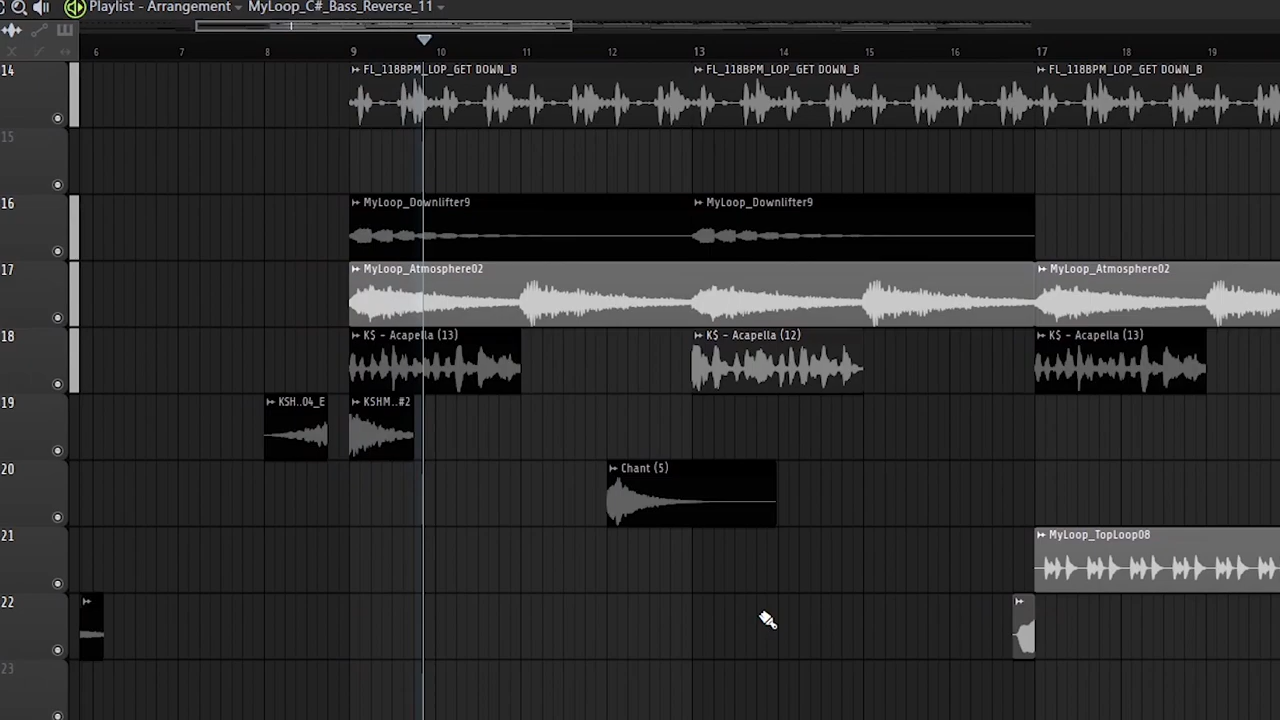 Playlist - Arrangement MyLoop_C#_Bass_Reverse_11
6 7 8 9 10 11 12 13 14 15 16 17 18 19
14 FL_118BPM_LOP_GET DOWN_B FL_118BPM_LOP_GET DOWN_B FL_118BPM_LOP_GET DOWN_B
15
16 MyLoop_Downlifter9 MyLoop_Downlifter9
17 MyLoop_Atmosphere02 MyLoop_Atmosphere02
18 K$ - Acapella (13) K$ - Acapella (12) K$ - Acapella (13)
19 KSH..04_E KSHM..#2
20 Chant (5)
21 MyLoop_TopLoop08
22
23